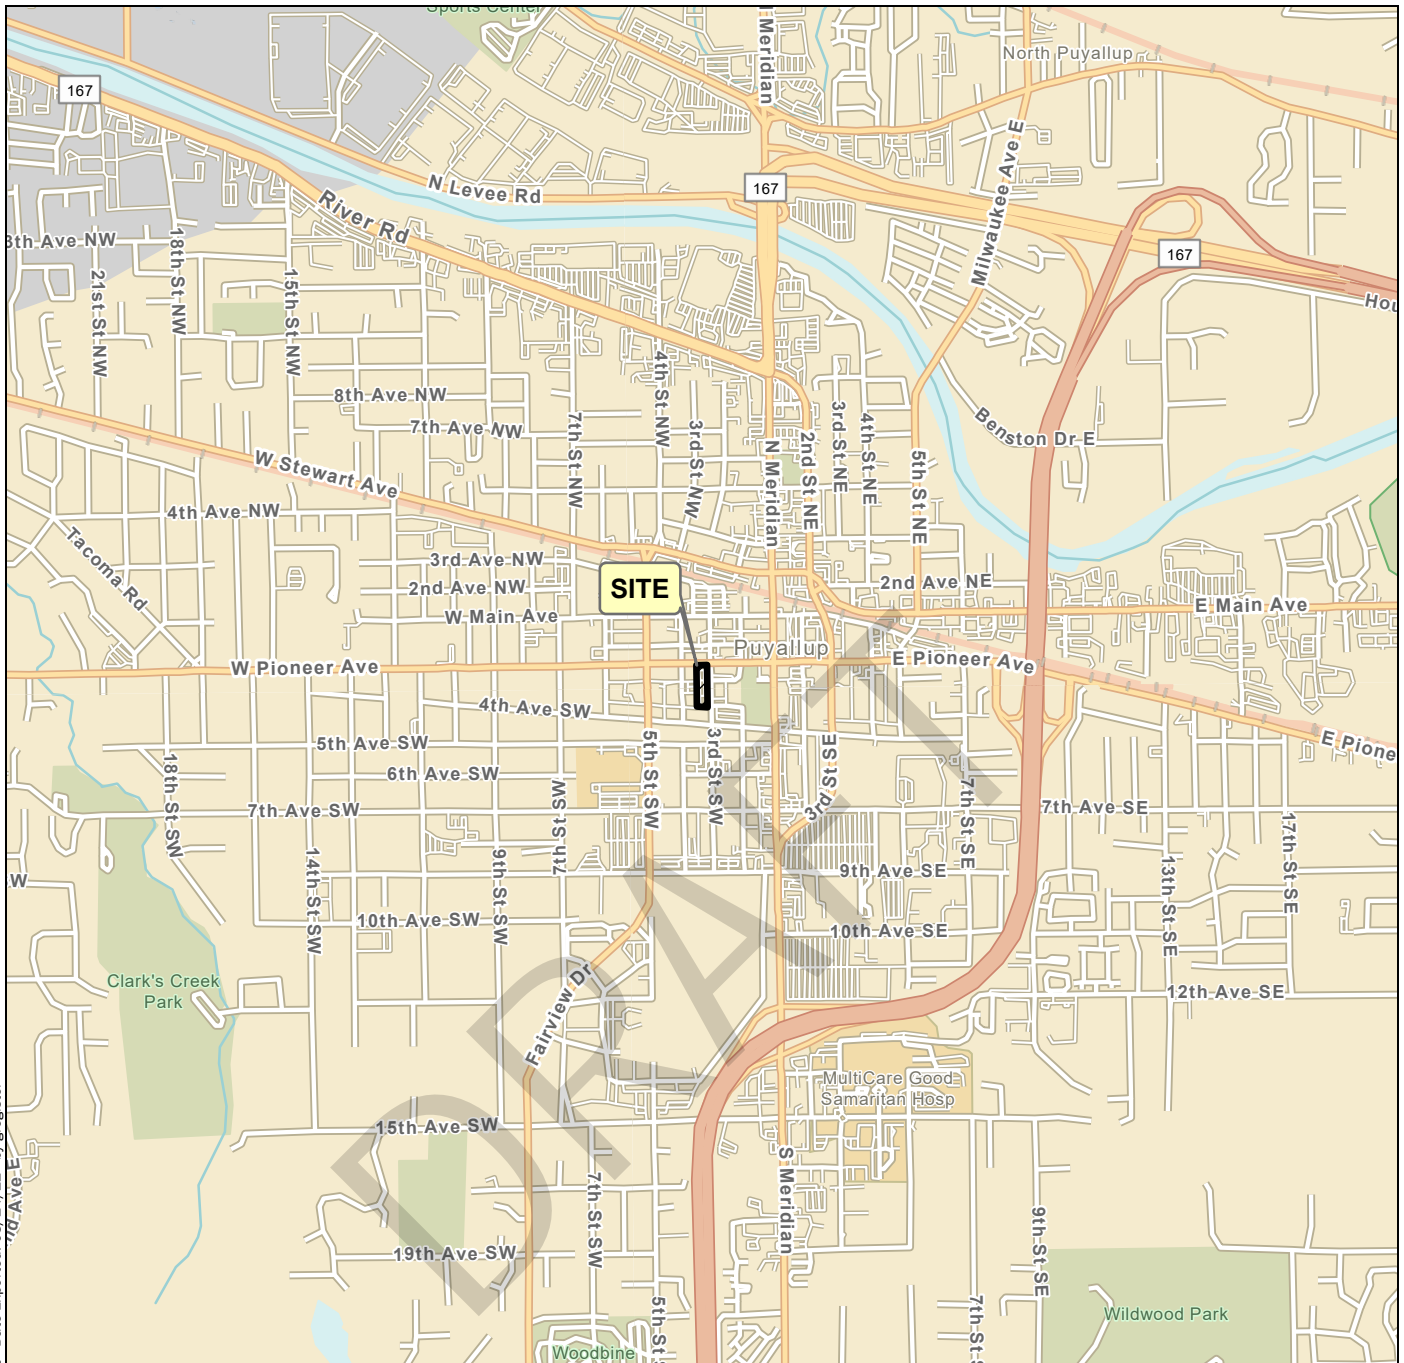 Sports Center
N Meridian
North Puyallup
167
Milwaukee Ave E
N Levee Rd
167
River Rd
8th Ave NW
18th St NW
167
21st St NW
15th St NW
Hou
4th St NW
8th Ave NW
7th Ave NW
7th St NW
3rd St NW
3rd St NE
4th St NE
Benston Dr E
W Stewart Ave
N Meridian
2nd St NE
5th St NE
4th Ave NW
Tacoma Rd
3rd Ave NW
2nd Ave NW
SITE
2nd Ave NE
E Main Ave
W Main Ave
Puyallup
W Pioneer Ave
E Pioneer Ave
4th Ave SW
5th Ave SW
5th St SW
3rd St SW
3rd St SE
E Pione
18th St SW
6th Ave SW
7th Ave SW
7th St SW
7th St SE
7th Ave SE
17th St SE
14th St SW
9th St SW
9th Ave SE
13th St SE
W
10th Ave SW
10th Ave SE
DRAFT
Clark's Creek
Park
Fairview Dr
12th Ave SE
MultiCare Good
Samaritan Hosp
15th Ave SW
nd Ave E
7th St SW
S Meridian
9th St SE
19th Ave SW
5th St S
7th St S
Wildwood Park
Woodbine